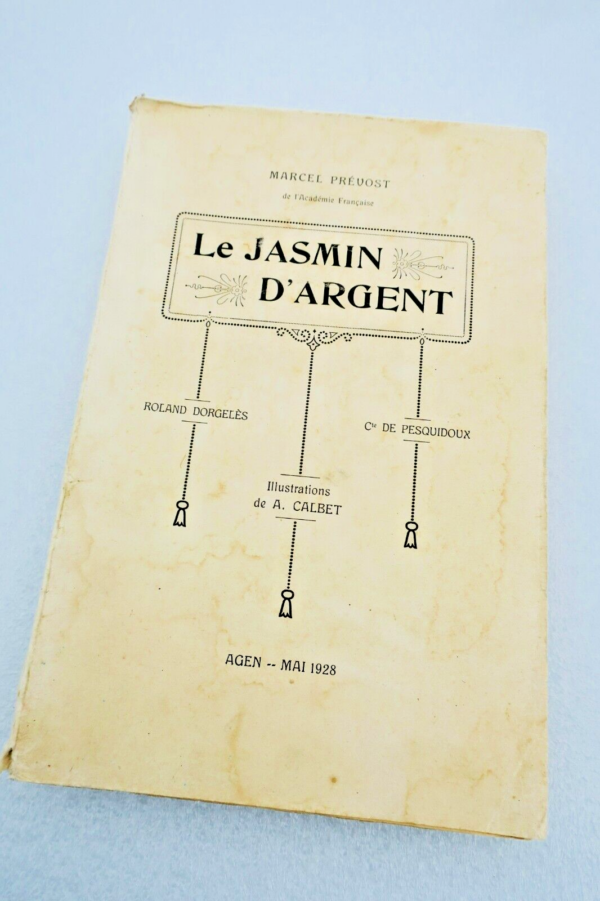 MARCEL PRÉVOST
de l'Académie Française
Le JASMIN
D'ARGENT
ROLAND DORGELÈS
Cte DE PESQUIDOUX
Illustrations
de A. CALBET
AGEN -- MAI 1928